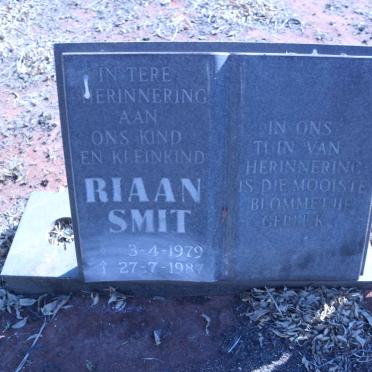 IN TERE
HERINNERING
AAN
ONS KIND
EN KLEINKIND
RIAAN
SMIT
3-4-1979
† 27-7-1987
IN ONS
TUIN VAN
HERINNERING
IS DIE MOOISTE
BLOMMETJIE
GEPLUK